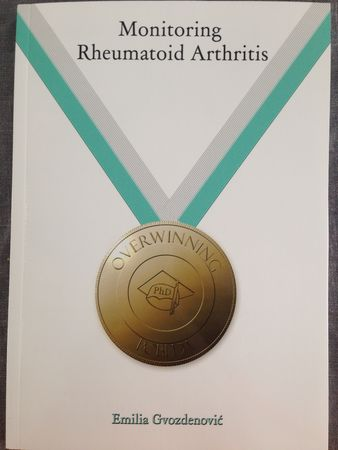 Monitoring
Rheumatoid Arthritis
OVERWINNING
PhD
Emilia Gvozdenović